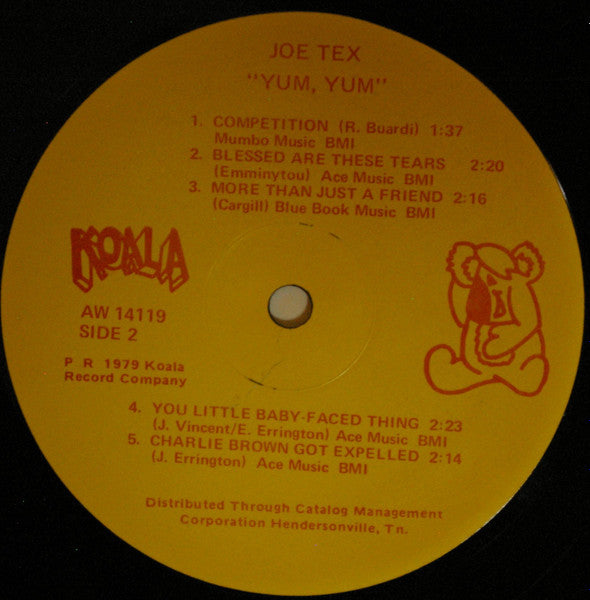 JOE TEX
"YUM, YUM"
1. COMPETITION (R. Buardi) 1:37
Mumbo Music BMI
2. BLESSED ARE THESE TEARS 2:20
(Emminytou) Ace Music BMI
3. MORE THAN JUST A FRIEND 2:16
(Cargill) Blue Book Music BMI
KOALA
AW 14119
SIDE 2
P R 1979 Koala
Record Company
4. YOU LITTLE BABY-FACED THING 2:23
(J. Vincent/E. Errington) Ace Music BMI
5. CHARLIE BROWN GOT EXPELLED 2:14
(J. Errington) Ace Music BMI
Distributed Through Catalog Management
Corporation Hendersonville, Tn.